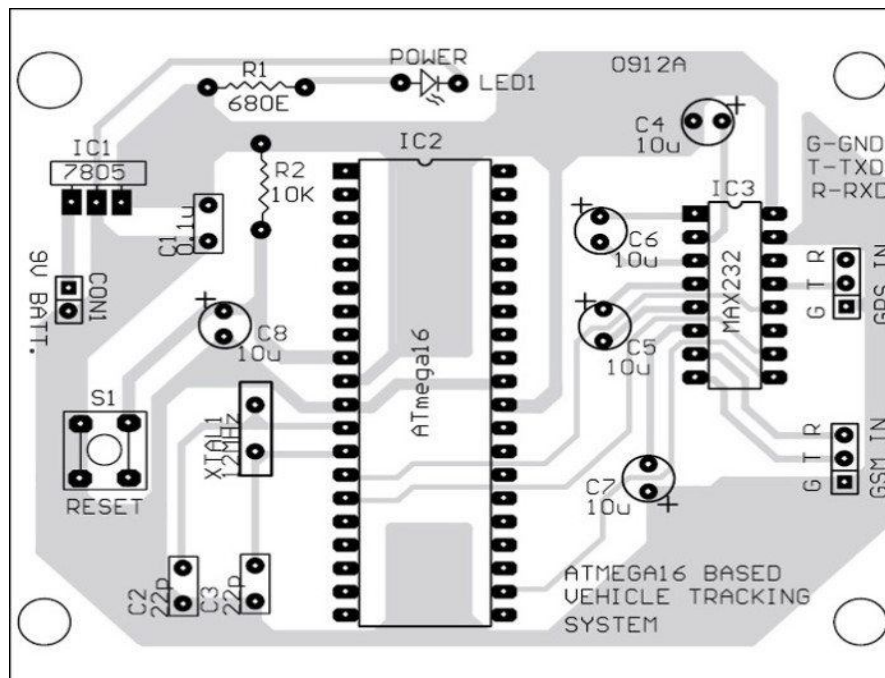 POWER
R1
LED1
680E
0912A
IC1
7805
IC2
C4
10u
G-GND
T-TXD
R-RXD
R2
10K
IC3
C1
0.1u
C6
10u
MAX232
R
T
G
GPS IN
9V BATT.
CON1
C8
10u
C5
10u
ATmega16
S1
RESET
XTAL1
12MHz
R
T
G
GSM IN
C7
10u
C2
22p
C3
22p
ATMEGA16 BASED
VEHICLE TRACKING
SYSTEM